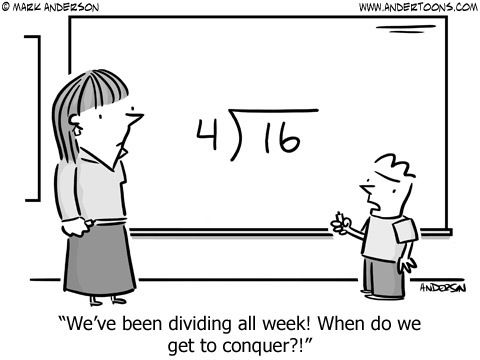 © MARK ANDERSON
WWW.ANDERTOONS.COM
4)16
ANDERSON
“We’ve been dividing all week! When do we
get to conquer?!”